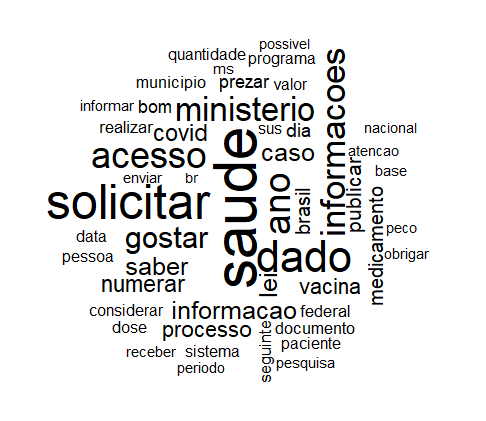 possivel
quantidade programa
ms
municipio prezar valor
informar bom ministerio
realizar covid sus dia nacional
acesso caso informacoes publicar atencao
enviar br saude ano brasil base
solicitar medicamento
data gostar dado peco
pessoa saber lei obrigar
numerar vacina
considerar informacao federal
dose processo seguinte documento
receber sistema paciente
periodo pesquisa